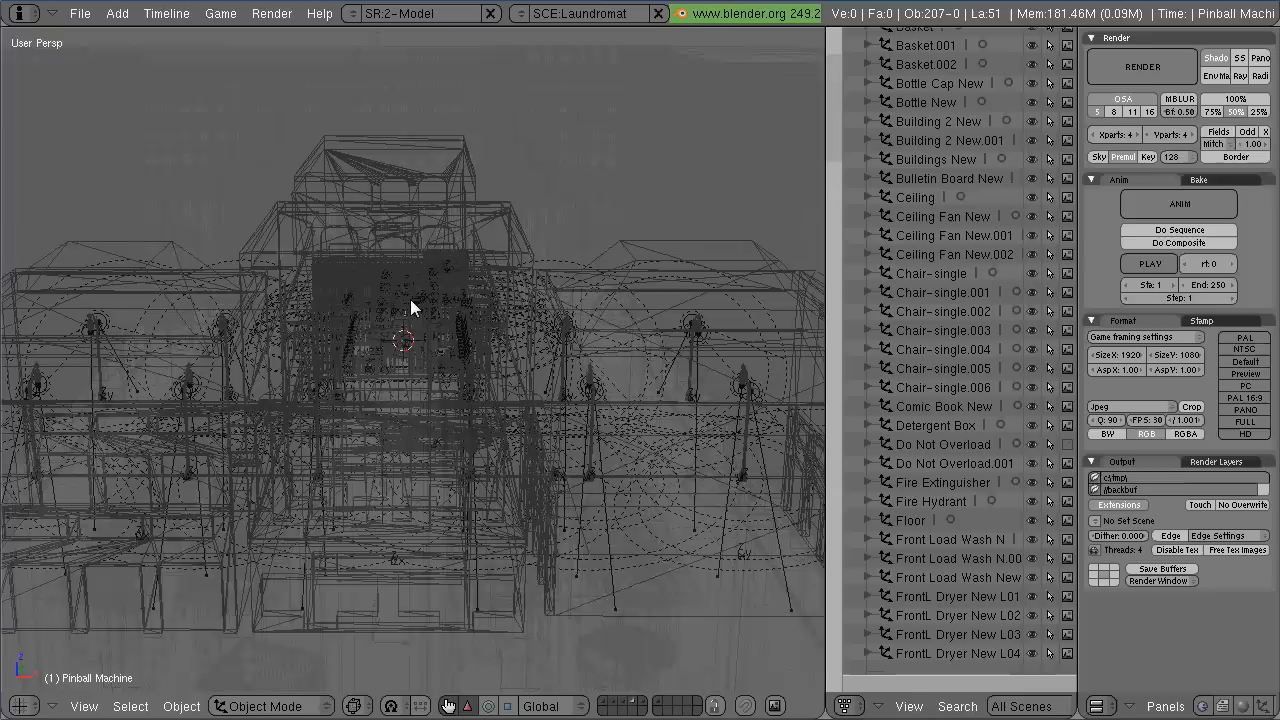 File Add Timeline Game Render Help SR:2-Model SCE:Laundromat www.blender.org 249.2 Ve:0 | Fa:0 | Ob:207-0 | La:51 | Mem:181.46M (0.09M) | Time: | Pinball Machi
User Persp
Basket
Basket.001
Basket.002
Bottle Cap New
Bottle New
Building 2 New
Building 2 New.001
Buildings New
Bulletin Board New
Ceiling
Ceiling Fan New
Ceiling Fan New.001
Ceiling Fan New.002
Chair-single
Chair-single.001
Chair-single.002
Chair-single.003
Chair-single.004
Chair-single.005
Chair-single.006
Comic Book New
Detergent Box
Do Not Overload
Do Not Overload.001
Fire Extinguisher
Fire Hydrant
Floor
Front Load Wash N
Front Load Wash N.00
Front Load Wash New
FrontL Dryer New L01
FrontL Dryer New L02
FrontL Dryer New L03
FrontL Dryer New L04
Render
RENDER
Shado SS Pano
EnvMa Ray Radi
OSA MBLUR 100%
5 8 11 16 Bf: 0.50 75% 50% 25%
Xparts: 4 Yparts: 4 Fields Odd X
Mitch 1.00
Sky Premul Key 128 Border
Anim Bake
ANIM
Do Sequence
Do Composite
PLAY rt: 0
Sta: 1 End: 250
Step: 1
Format Stamp
Game framing settings
SizeX: 1920 SizeY: 1080
AspX: 1.00 AspY: 1.00
PAL
NTSC
Default
Preview
PC
PAL 16:9
PANO
FULL
HD
Jpeg Crop
Q: 90 FPS: 30 /:1.001
BW RGB RGBA
Output Render Layers
c:\tmp\
//backbuf
Extensions Touch No Overwrite
No Set Scene
Dither: 0.000 Edge Edge Settings
Threads: 4 Disable Tex Free Tex Images
Save Buffers
Render Window
z
(1) Pinball Machine
View Select Object Object Mode Global View Search All Scenes Panels